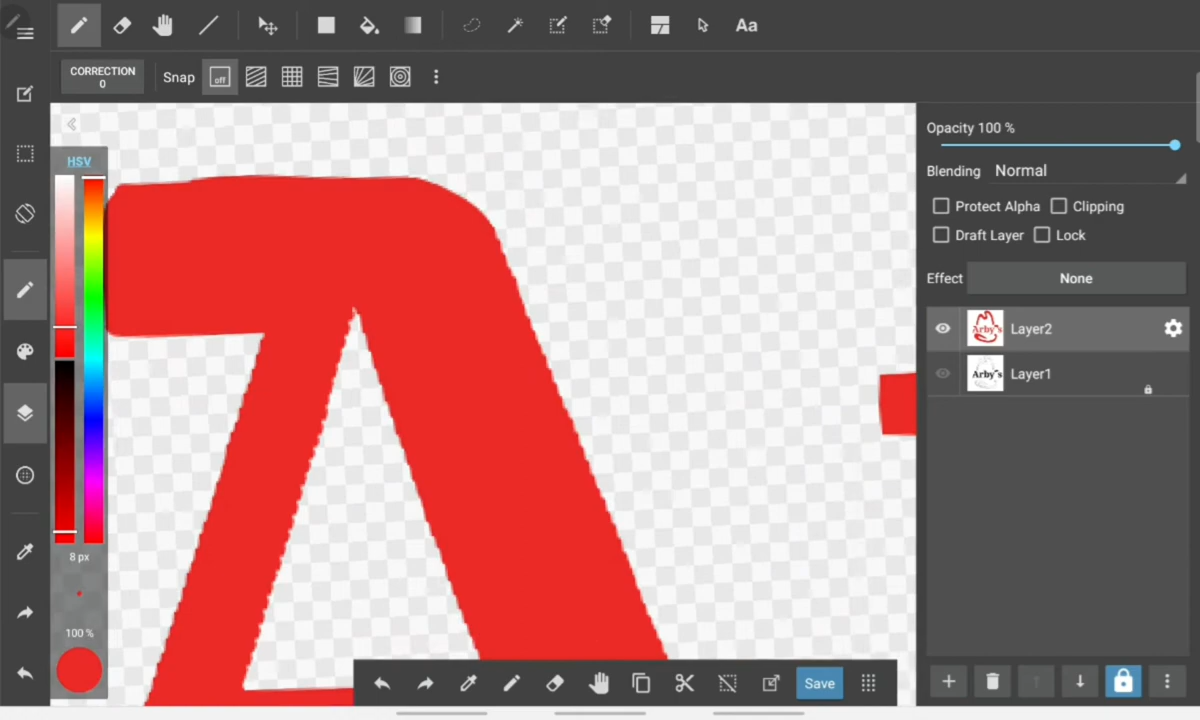 Aa
CORRECTION
0
Snap
off
HSV
8 px
100 %
Opacity 100 %
Blending Normal
Protect Alpha Clipping
Draft Layer Lock
Effect None
Arby's Layer2
Arby's Layer1
Save